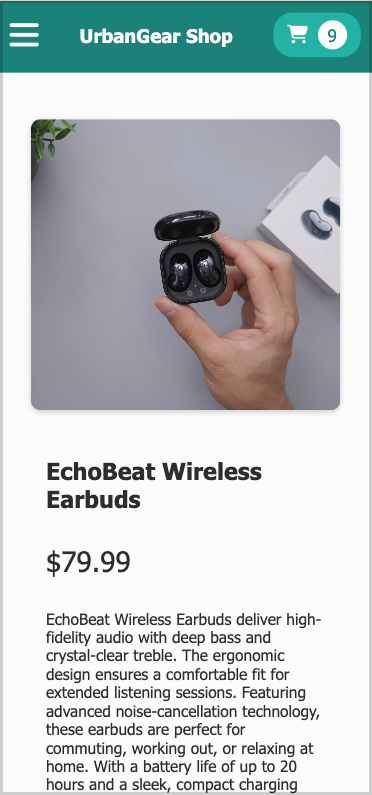 UrbanGear Shop
9
EchoBeat Wireless
Earbuds
$79.99
EchoBeat Wireless Earbuds deliver high-
fidelity audio with deep bass and
crystal-clear treble. The ergonomic
design ensures a comfortable fit for
extended listening sessions. Featuring
advanced noise-cancellation technology,
these earbuds are perfect for
commuting, working out, or relaxing at
home. With a battery life of up to 20
hours and a sleek, compact charging